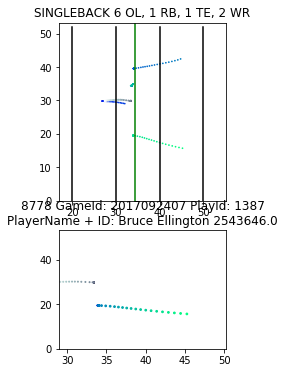 SINGLEBACK 6 OL, 1 RB, 1 TE, 2 WR
50
40
30
20
10
0
20 30 40 50
8778 GameId: 2017092407 PlayId: 1387
PlayerName + ID: Bruce Ellington 2543646.0
40
20
0
30 35 40 45 50